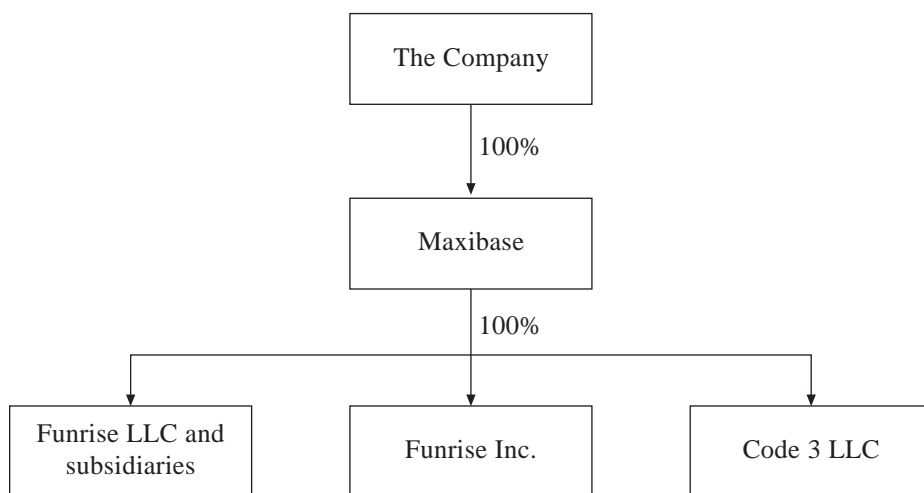 The Company
100%
Maxibase
100%
Funrise LLC and
subsidiaries
Funrise Inc.
Code 3 LLC